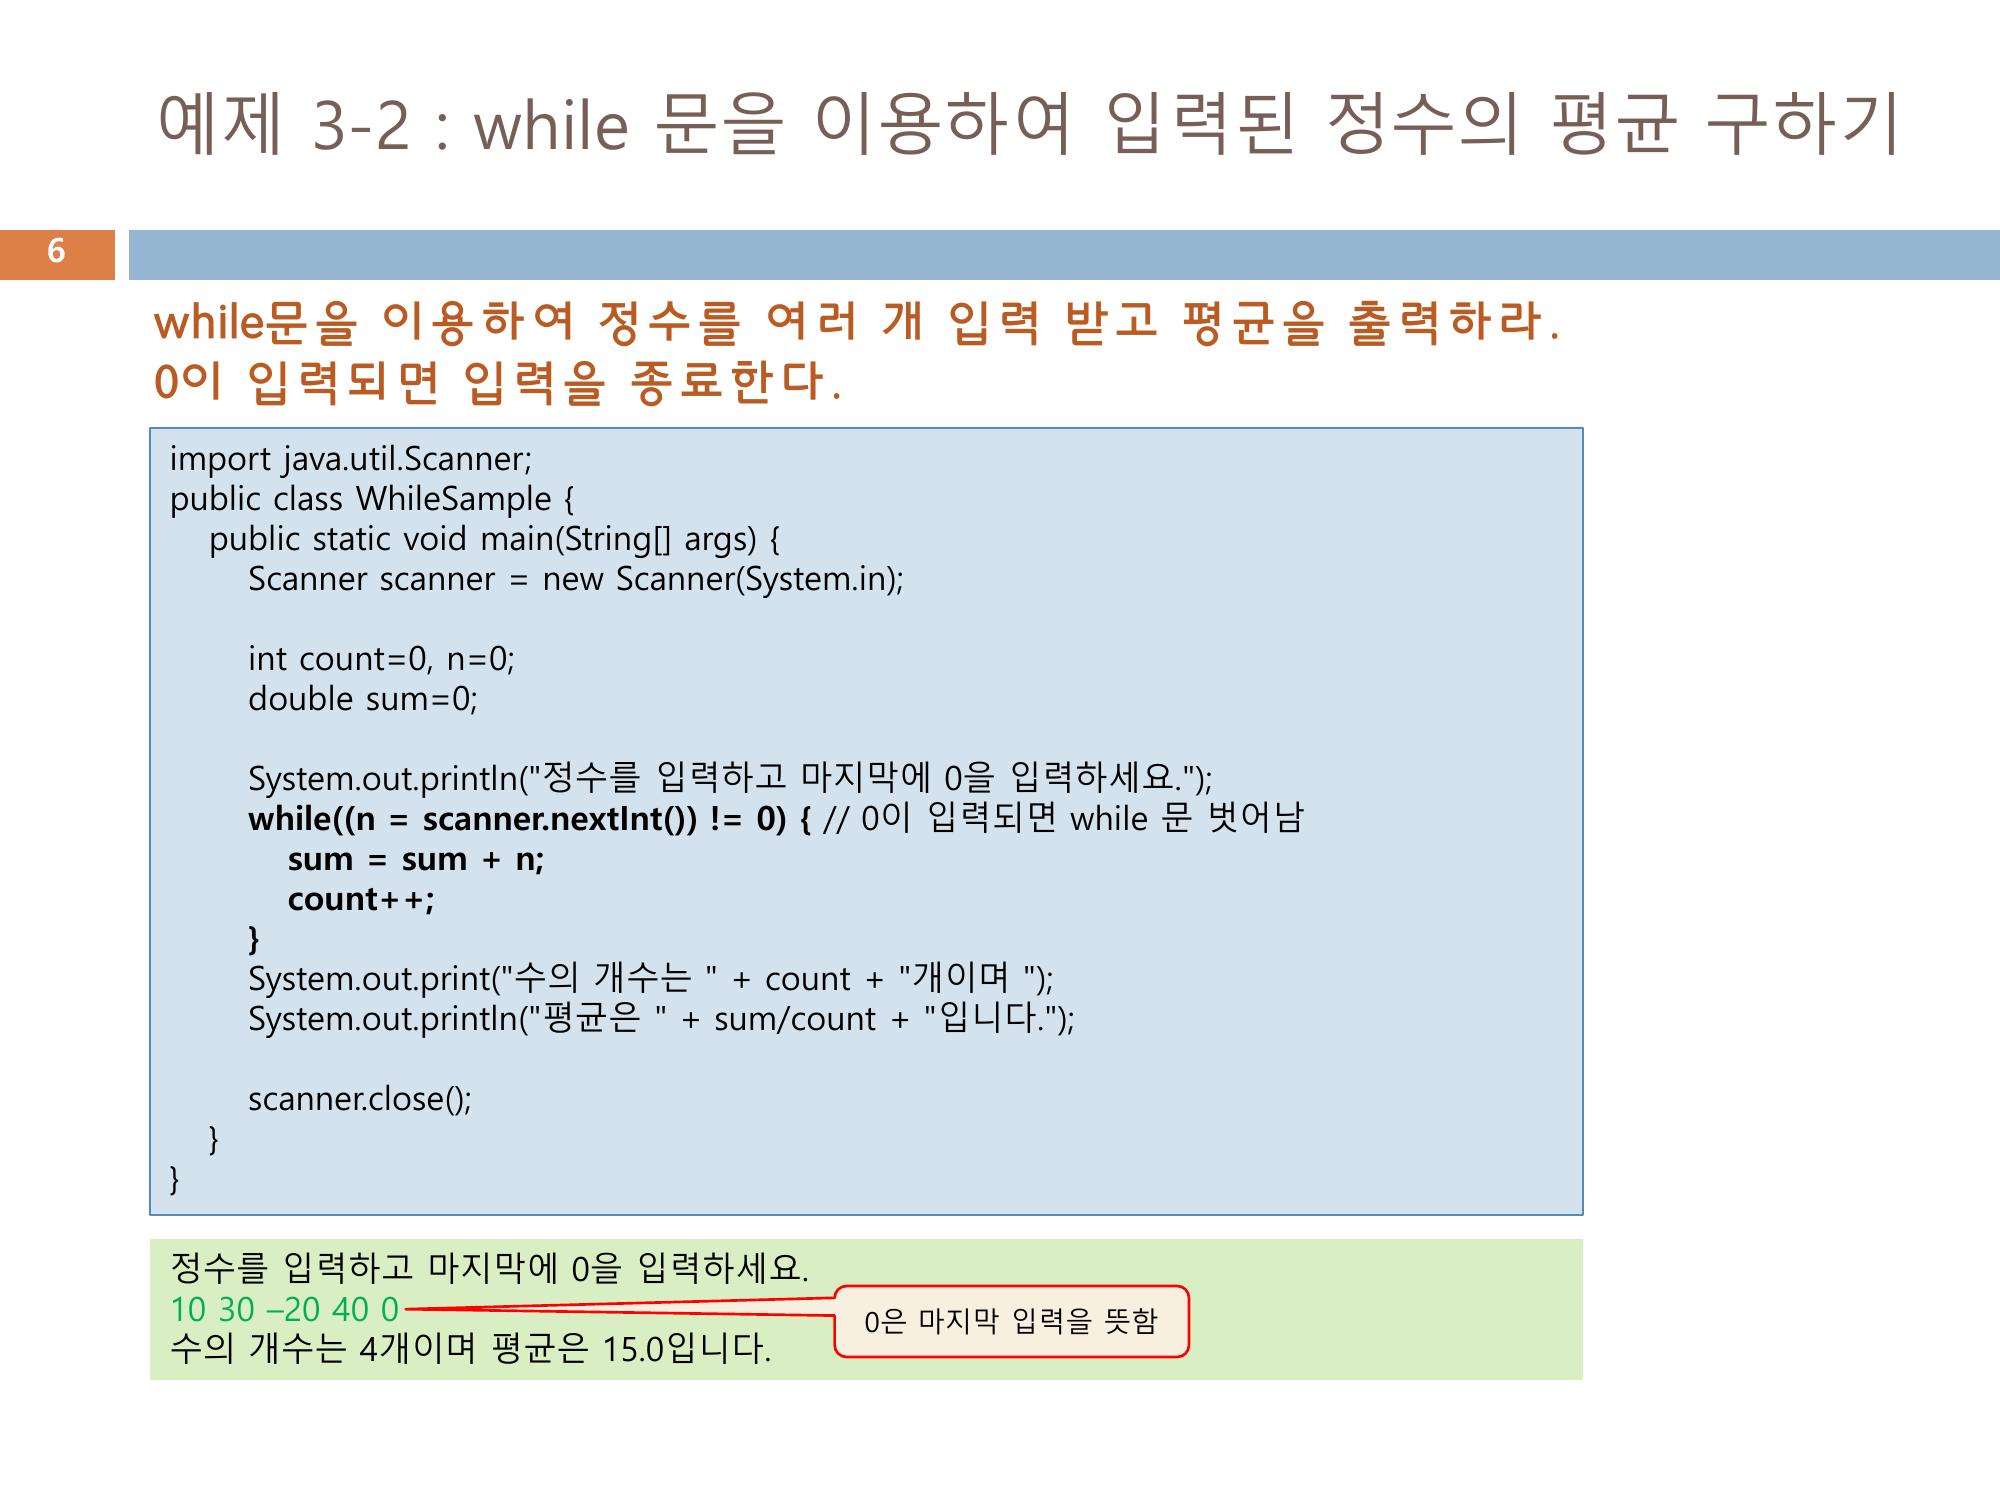 예제 3-2 : while 문을 이용하여 입력된 정수의 평균 구하기
6
while문을 이용하여 정수를 여러 개 입력 받고 평균을 출력하라.
0이 입력되면 입력을 종료한다.
import java.util.Scanner;
public class WhileSample {
public static void main(String[] args) {
Scanner scanner = new Scanner(System.in);
int count=0, n=0;
double sum=0;
System.out.println("정수를 입력하고 마지막에 0을 입력하세요.");
while((n = scanner.nextInt()) != 0) { // 0이 입력되면 while 문 벗어남
sum = sum + n;
count++;
}
System.out.print("수의 개수는 " + count + "개이며 ");
System.out.println("평균은 " + sum/count + "입니다.");
scanner.close();
}
}
정수를 입력하고 마지막에 0을 입력하세요.
10 30 –20 40 0
0은 마지막 입력을 뜻함
수의 개수는 4개이며 평균은 15.0입니다.